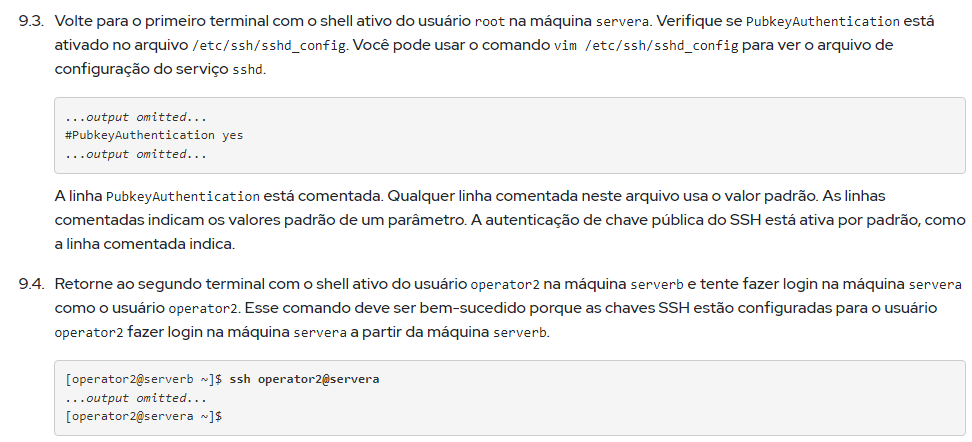 9.3. Volte para o primeiro terminal com o shell ativo do usuário root na máquina servera. Verifique se PubkeyAuthentication está
ativado no arquivo /etc/ssh/sshd_config. Você pode usar o comando vim /etc/ssh/sshd_config para ver o arquivo de
configuração do serviço sshd.
...output omitted...
#PubkeyAuthentication yes
...output omitted...
A linha PubkeyAuthentication está comentada. Qualquer linha comentada neste arquivo usa o valor padrão. As linhas
comentadas indicam os valores padrão de um parâmetro. A autenticação de chave pública do SSH está ativa por padrão, como
a linha comentada indica.
9.4. Retorne ao segundo terminal com o shell ativo do usuário operator2 na máquina serverb e tente fazer login na máquina servera
como o usuário operator2. Esse comando deve ser bem-sucedido porque as chaves SSH estão configuradas para o usuário
operator2 fazer login na máquina servera a partir da máquina serverb.
[operator2@serverb ~]$ ssh operator2@servera
...output omitted...
[operator2@servera ~]$